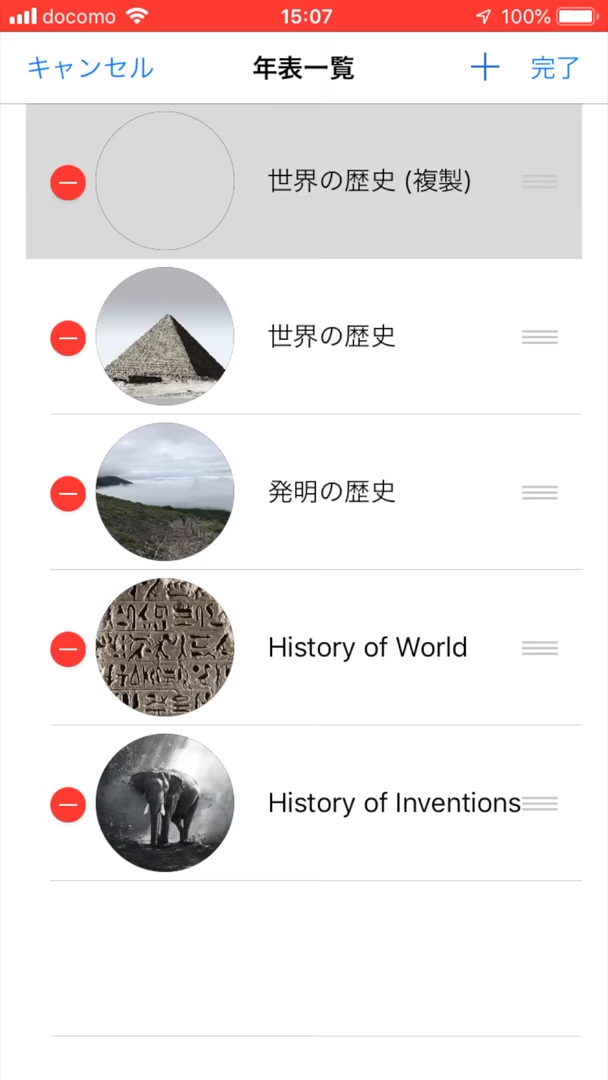 docomo 15:07 100%
キャンセル 年表一覧 + 完了
世界の歴史 (複製)
世界の歴史
発明の歴史
History of World
History of Inventions